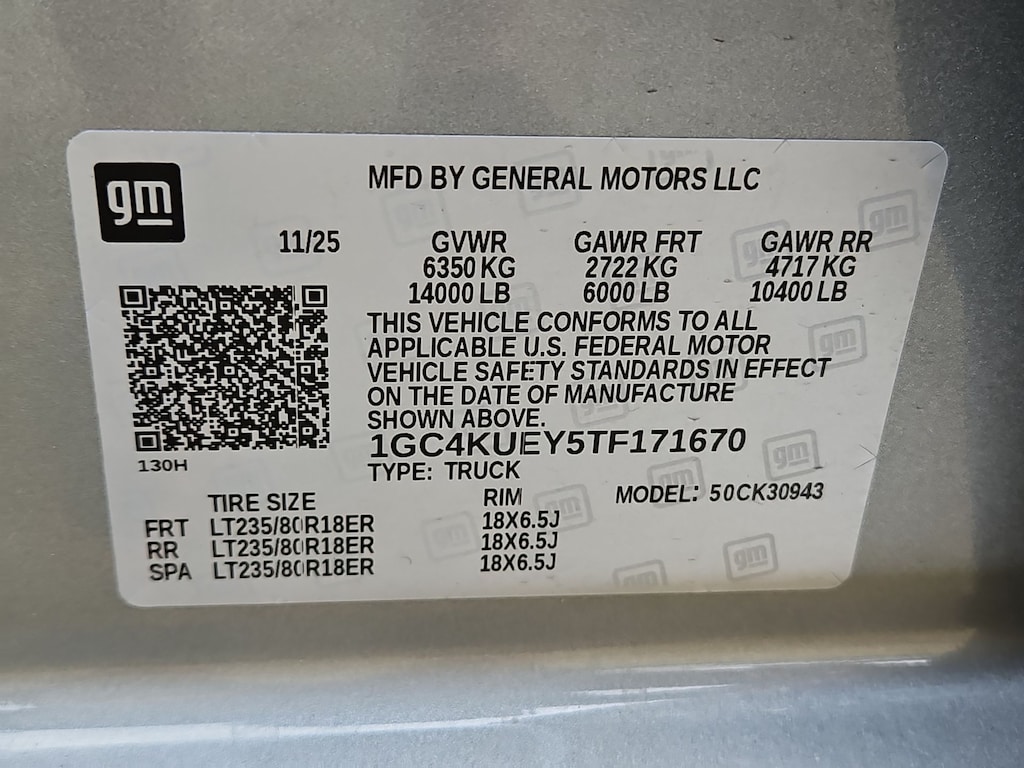 gm
MFD BY GENERAL MOTORS LLC
11/25 GVWR GAWR FRT GAWR RR
6350 KG 2722 KG 4717 KG
14000 LB 6000 LB 10400 LB
THIS VEHICLE CONFORMS TO ALL
APPLICABLE U.S. FEDERAL MOTOR
VEHICLE SAFETY STANDARDS IN EFFECT
ON THE DATE OF MANUFACTURE
SHOWN ABOVE.
1GC4KUEY5TF171670
130H
TYPE: TRUCK
TIRE SIZE RIM MODEL: 50CK30943
FRT LT235/80R18ER 18X6.5J
RR LT235/80R18ER 18X6.5J
SPA LT235/80R18ER 18X6.5J